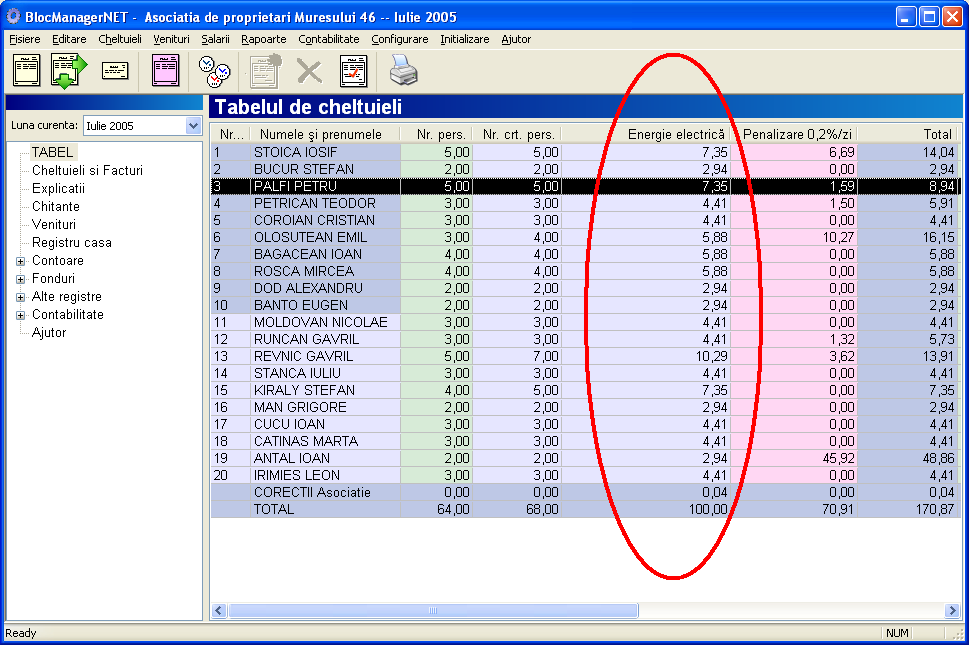 BlocManagerNET - Asociatia de proprietari Muresului 46 -- Iulie 2005
Fisiere Editare Cheltuieli Venituri Salarii Rapoarte Contabilitate Configurare Initializare Ajutor
Luna curenta: Iulie 2005
TABEL
Cheltuieli si Facturi
Explicatii
Chitante
Venituri
Registru casa
Contoare
Fonduri
Alte registre
Contabilitate
Ajutor
Tabelul de cheltuieli
Nr... Numele şi prenumele Nr. pers. Nr. crt. pers. Energie electrică Penalizare 0,2%/zi Total
1 STOICA IOSIF 5,00 5,00 7,35 6,69 14,04
2 BUCUR STEFAN 2,00 2,00 2,94 0,00 2,94
3 PALFI PETRU 5,00 5,00 7,35 1,59 8,94
4 PETRICAN TEODOR 3,00 3,00 4,41 1,50 5,91
5 COROIAN CRISTIAN 3,00 3,00 4,41 0,00 4,41
6 OLOSUTEAN EMIL 3,00 4,00 5,88 10,27 16,15
7 BAGACEAN IOAN 4,00 4,00 5,88 0,00 5,88
8 ROSCA MIRCEA 4,00 4,00 5,88 0,00 5,88
9 DOD ALEXANDRU 2,00 2,00 2,94 0,00 2,94
10 BANTO EUGEN 2,00 2,00 2,94 0,00 2,94
11 MOLDOVAN NICOLAE 3,00 3,00 4,41 0,00 4,41
12 RUNCAN GAVRIL 3,00 3,00 4,41 1,32 5,73
13 REVNIC GAVRIL 5,00 7,00 10,29 3,62 13,91
14 STANCA IULIU 3,00 3,00 4,41 0,00 4,41
15 KIRALY STEFAN 4,00 5,00 7,35 0,00 7,35
16 MAN GRIGORE 2,00 2,00 2,94 0,00 2,94
17 CUCU IOAN 3,00 3,00 4,41 0,00 4,41
18 CATINAS MARTA 3,00 3,00 4,41 0,00 4,41
19 ANTAL IOAN 2,00 2,00 2,94 45,92 48,86
20 IRIMIES LEON 3,00 3,00 4,41 0,00 4,41
CORECTII Asociatie 0,00 0,00 0,04 0,00 0,04
TOTAL 64,00 68,00 100,00 70,91 170,87
Ready NUM